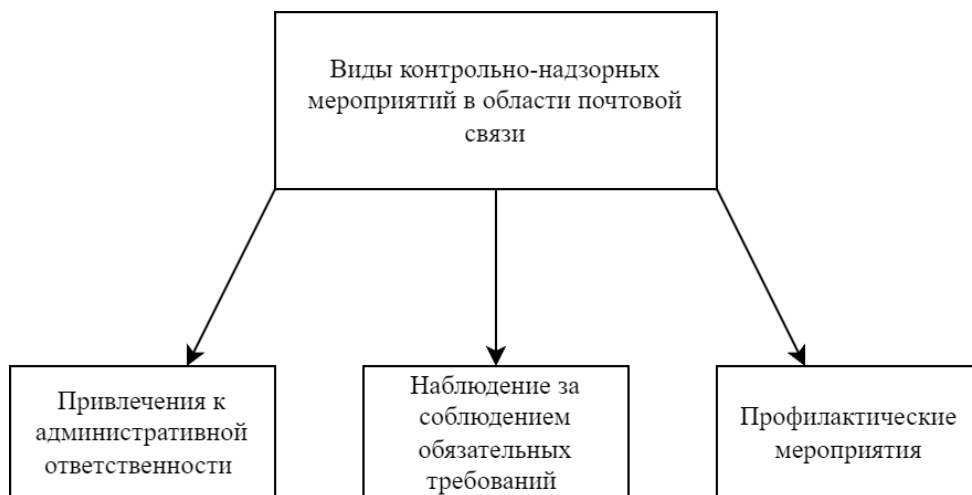 Виды контрольно-надзорных
мероприятий в области почтовой
связи
Привлечения к
административной
ответственности
Наблюдение за
соблюдением
обязательных
требований
Профилактические
мероприятия